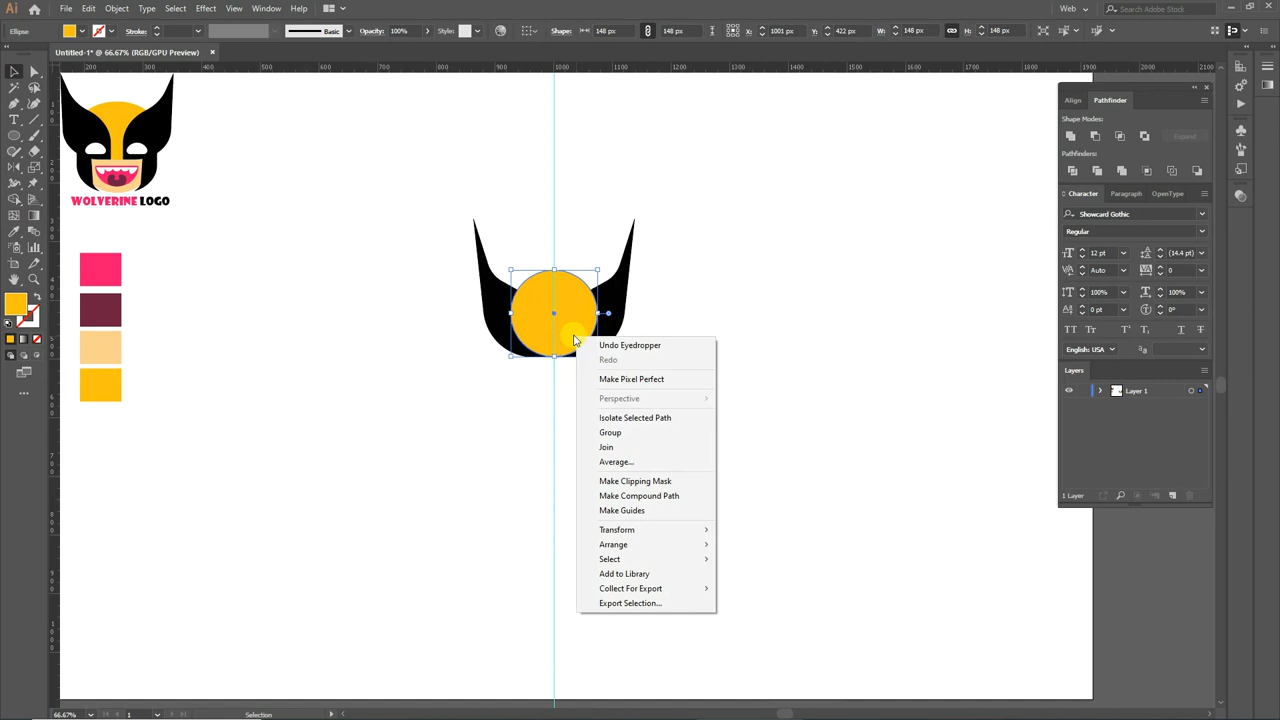 Ai File Edit Object Type Select Effect View Window Help Web Search Adobe Stock
Ellipse Stroke: Basic Opacity: 100% Style: Shape: 148 px 148 px X: 1001 px Y: 422 px W: 148 px H: 148 px
Untitled-1* @ 66.67% (RGB/GPU Preview)
200 300 400 500 600 700 800 900 1000 1100 1200 1300 1400 1500 1600 1700 1800 1900 2000 2100
WOLVERINE LOGO
Undo Eyedropper
Redo
Make Pixel Perfect
Perspective
Isolate Selected Path
Group
Join
Average...
Make Clipping Mask
Make Compound Path
Make Guides
Transform
Arrange
Select
Add to Library
Collect For Export
Export Selection...
Align Pathfinder
Shape Modes:
Expand
Pathfinders:
Character Paragraph OpenType
Showcard Gothic
Regular
12 pt (14.4 pt)
Auto 0
100% 100%
0 pt 0°
English: USA
Layers
Layer 1
1 Layer
66.67% 1 Selection